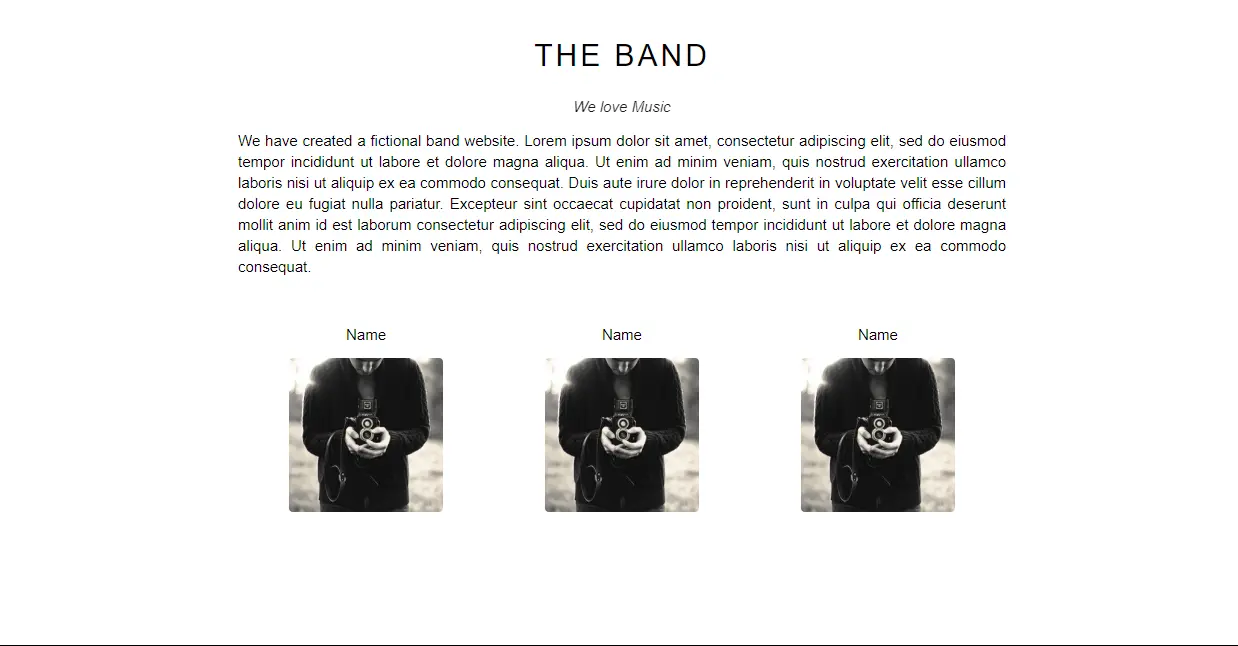 THE BAND
We love Music
We have created a fictional band website. Lorem ipsum dolor sit amet, consectetur adipiscing elit, sed do eiusmod
tempor incididunt ut labore et dolore magna aliqua. Ut enim ad minim veniam, quis nostrud exercitation ullamco
laboris nisi ut aliquip ex ea commodo consequat. Duis aute irure dolor in reprehenderit in voluptate velit esse cillum
dolore eu fugiat nulla pariatur. Excepteur sint occaecat cupidatat non proident, sunt in culpa qui officia deserunt
mollit anim id est laborum consectetur adipiscing elit, sed do eiusmod tempor incididunt ut labore et dolore magna
aliqua. Ut enim ad minim veniam, quis nostrud exercitation ullamco laboris nisi ut aliquip ex ea commodo
consequat.
Name Name Name